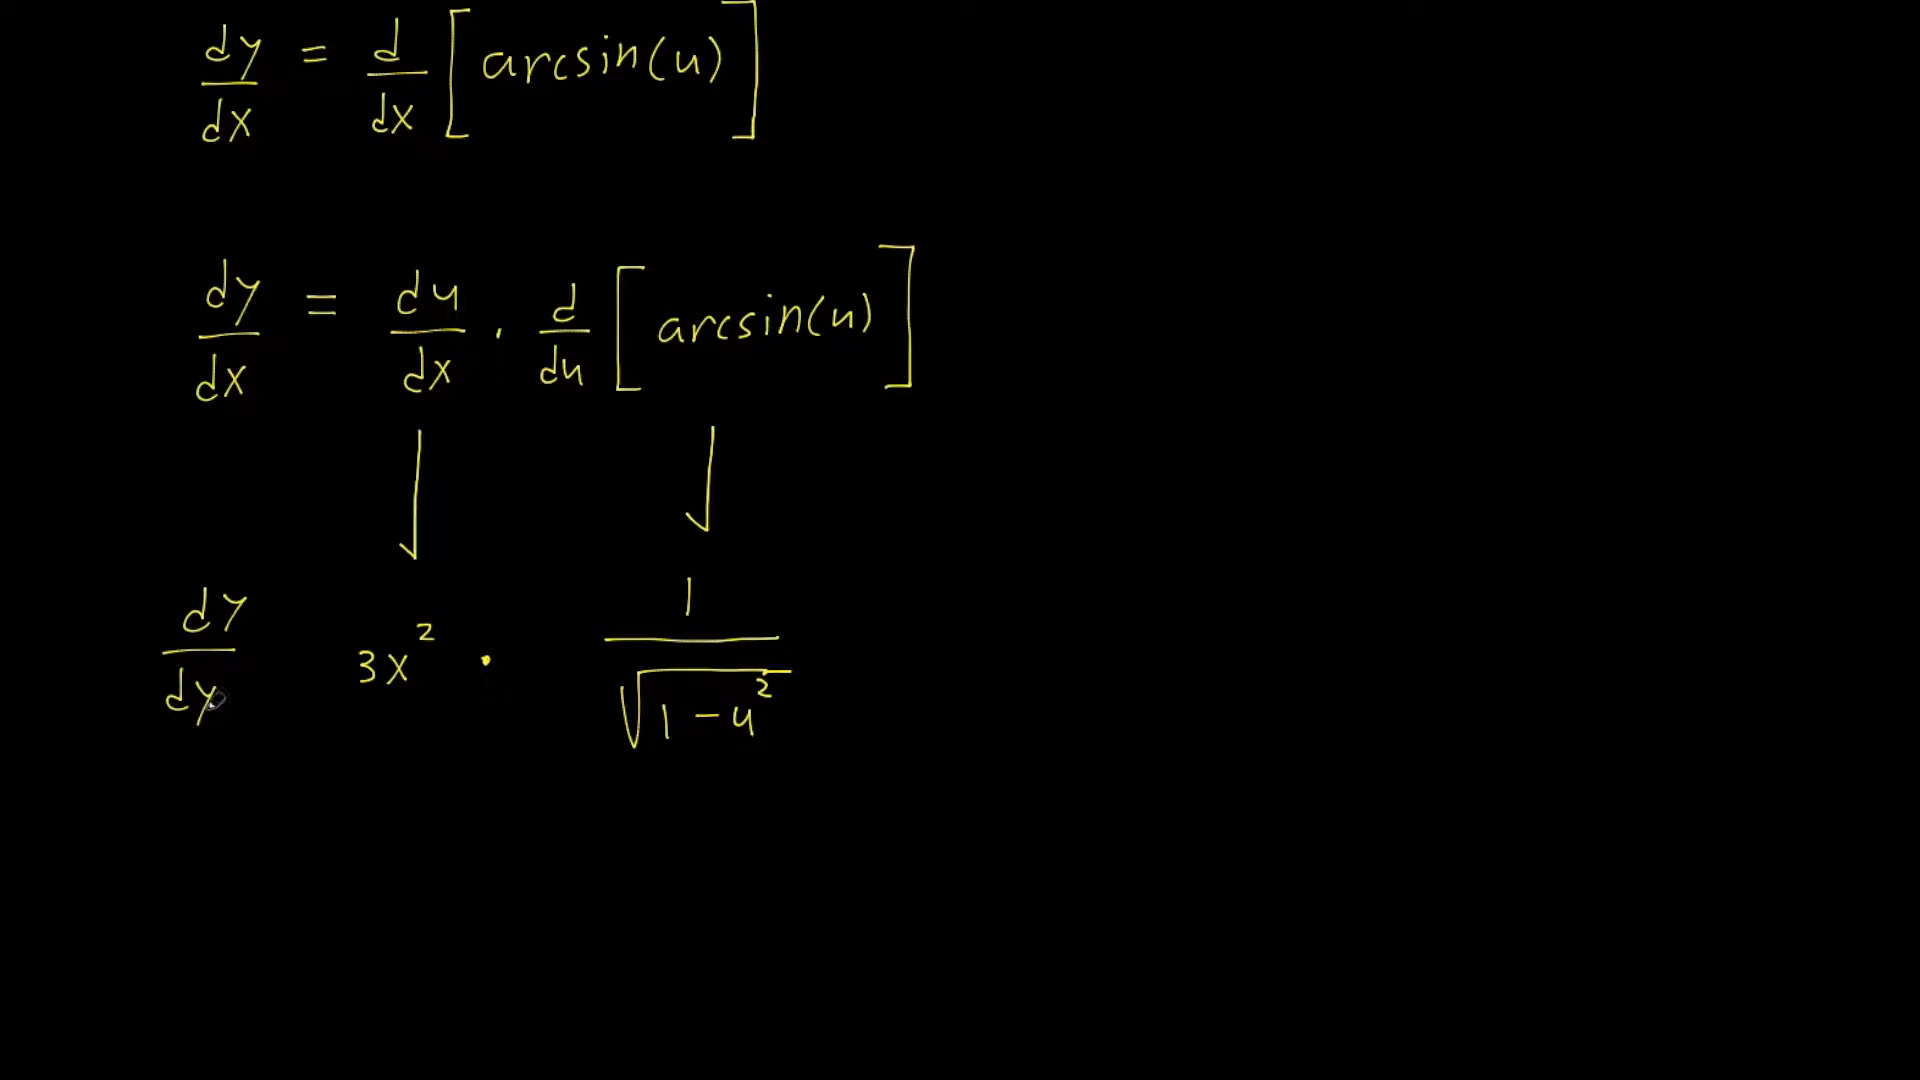 dy/dx = d/dx [arcsin(u)]
dy/dx = du/dx · d/du [arcsin(u)]
dy/dy 3x² · 1/√(1-u²)